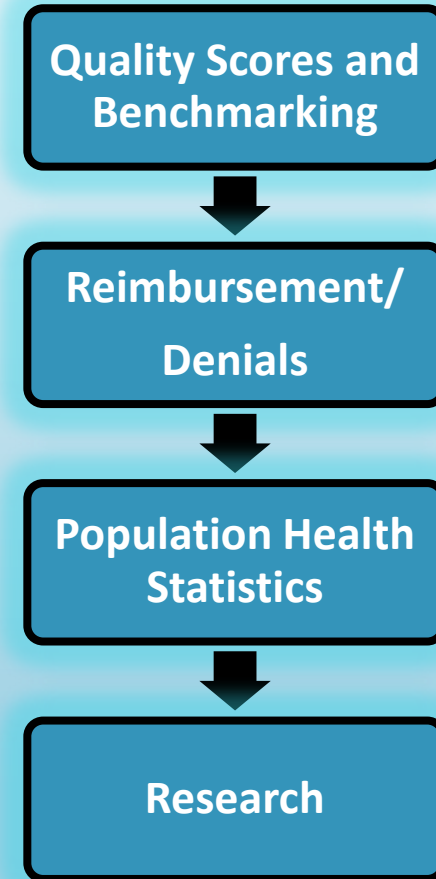 Quality Scores and
Benchmarking
Reimbursement/
Denials
Population Health
Statistics
Research